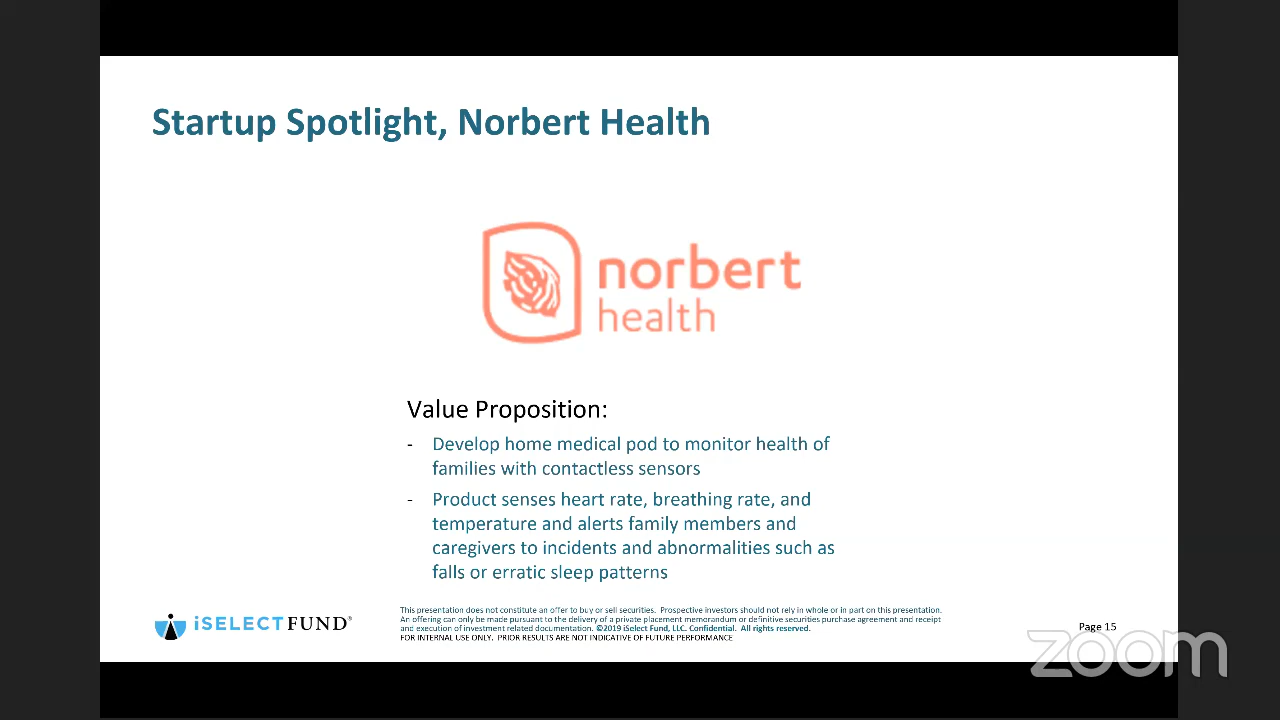 Startup Spotlight, Norbert Health
norbert
health
Value Proposition:
- Develop home medical pod to monitor health of
families with contactless sensors
- Product senses heart rate, breathing rate, and
temperature and alerts family members and
caregivers to incidents and abnormalities such as
falls or erratic sleep patterns
iSELECTFUND®
This presentation does not constitute an offer to buy or sell securities. Prospective investors should not rely in whole or in part on this presentation.
An offering can only be made pursuant to the delivery of a private placement memorandum or definitive securities purchase agreement and receipt
and execution of investment related documentation. ©2019 iSelect Fund, LLC. Confidential. All rights reserved.
FOR INTERNAL USE ONLY. PRIOR RESULTS ARE NOT INDICATIVE OF FUTURE PERFORMANCE
Page 15
zoom